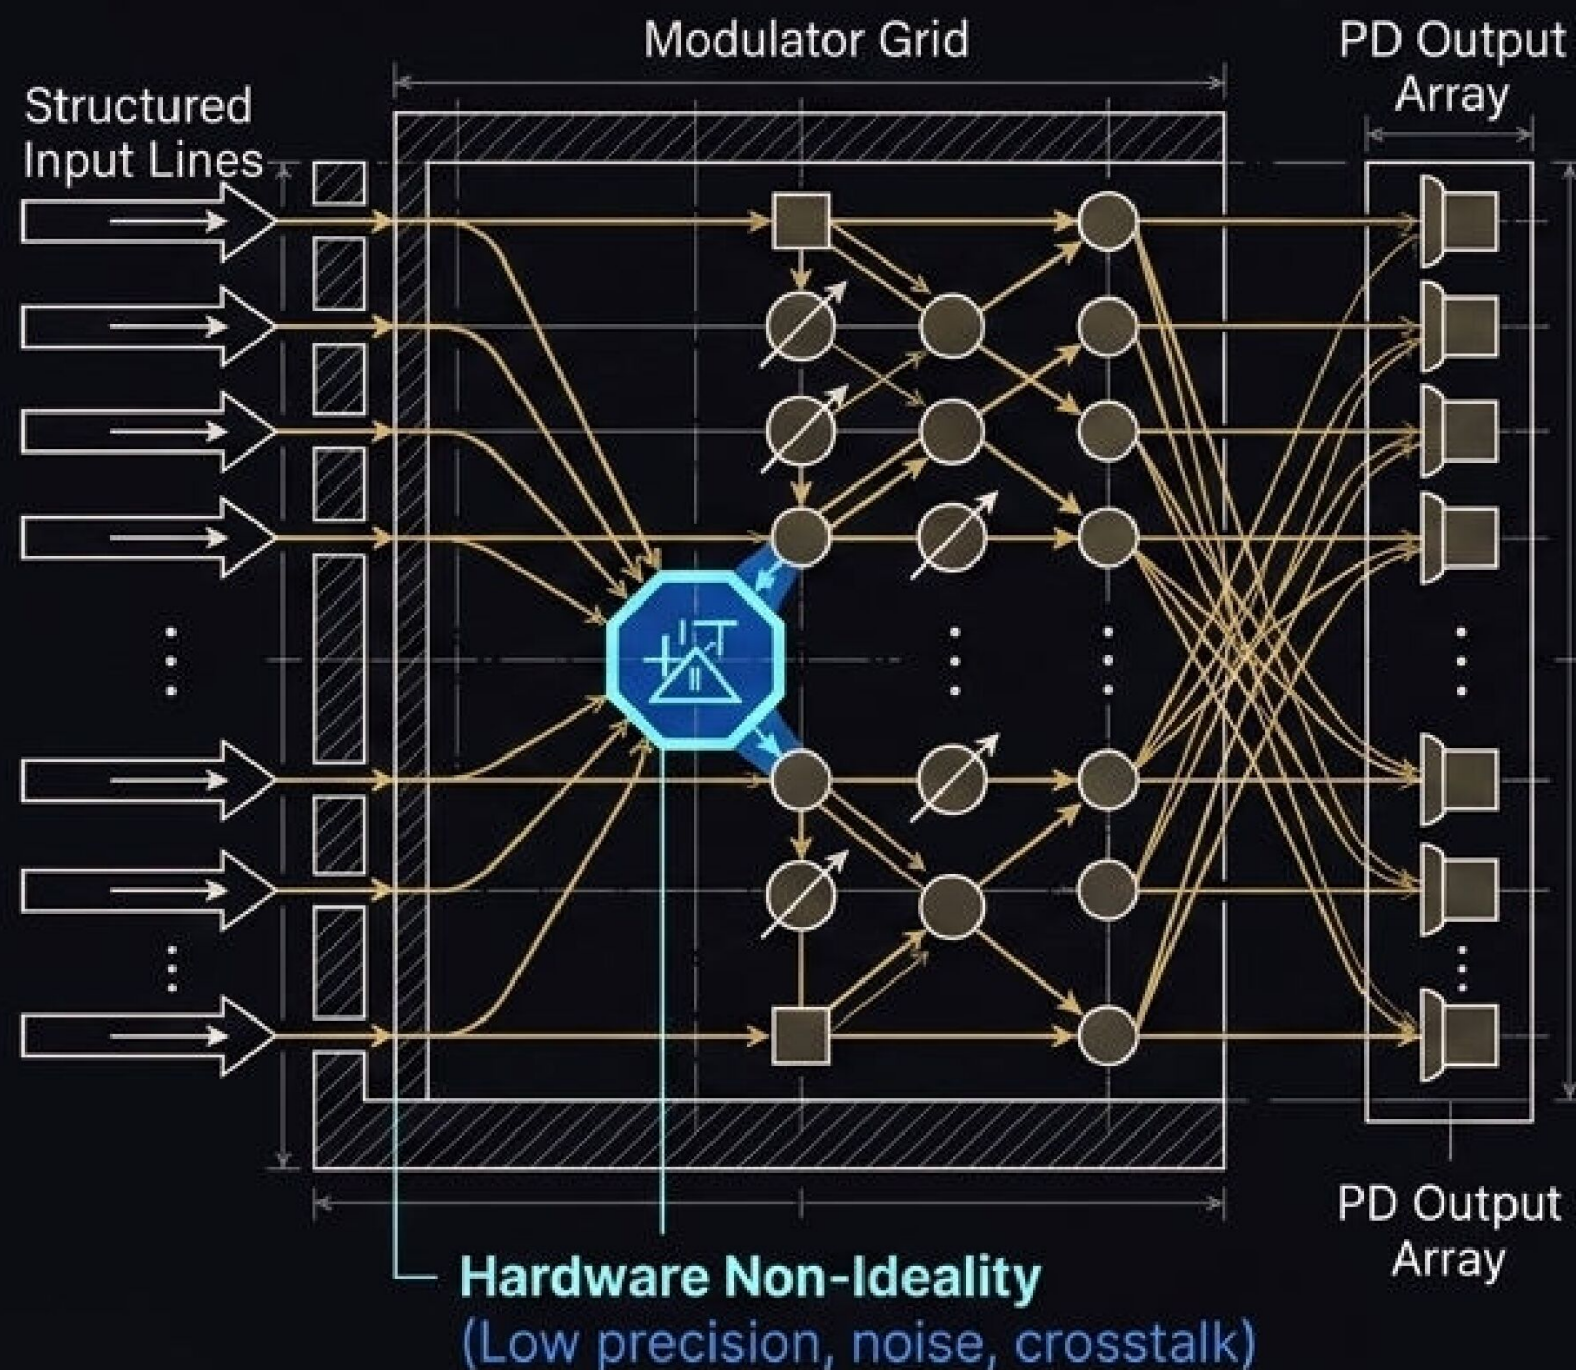 Modulator Grid
PD Output
Array
Structured
Input Lines
PD Output
Array
Hardware Non-Ideality
(Low precision, noise, crosstalk)